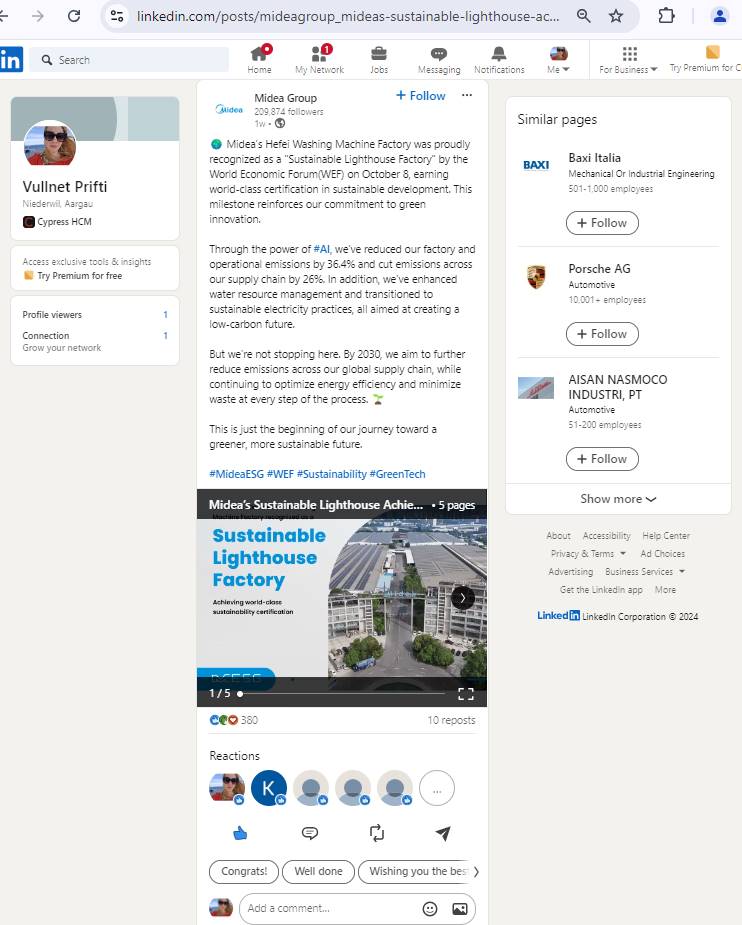 linkedin.com/posts/mideagroup_mideas-sustainable-lighthouse-ac...
in
Search
Home
1
My Network
Jobs
Messaging
Notifications
Me
For Business
Try Premium for C
Vullnet Prifti
Niederwil, Aargau
Cypress HCM
Access exclusive tools & insights
Try Premium for free
Profile viewers 1
Connection 1
Grow your network
Midea
Midea Group
209,874 followers
1w •
+ Follow
...
Midea's Hefei Washing Machine Factory was proudly
recognized as a "Sustainable Lighthouse Factory" by the
World Economic Forum(WEF) on October 8, earning
world-class certification in sustainable development. This
milestone reinforces our commitment to green
innovation.
Through the power of #AI, we've reduced our factory and
operational emissions by 36.4% and cut emissions across
our supply chain by 26%. In addition, we've enhanced
water resource management and transitioned to
sustainable electricity practices, all aimed at creating a
low-carbon future.
But we're not stopping here. By 2030, we aim to further
reduce emissions across our global supply chain, while
continuing to optimize energy efficiency and minimize
waste at every step of the process.
This is just the beginning of our journey toward a
greener, more sustainable future.
#MideaESG #WEF #Sustainability #GreenTech
Midea's Sustainable Lighthouse Achie... • 5 pages
Machine Factory recognized as a
Sustainable
Lighthouse
Factory
Achieving world-class
sustainability certification
1 / 5
380
10 reposts
Reactions
K
...
Congrats!
Well done
Wishing you the bes
Add a comment...
Similar pages
BAXI
Baxi Italia
Mechanical Or Industrial Engineering
501-1,000 employees
+ Follow
Porsche AG
Automotive
10,001+ employees
+ Follow
AISAN NASMOCO
INDUSTRI, PT
Automotive
51-200 employees
+ Follow
Show more
About Accessibility Help Center
Privacy & Terms Ad Choices
Advertising Business Services
Get the LinkedIn app More
LinkedIn LinkedIn Corporation © 2024